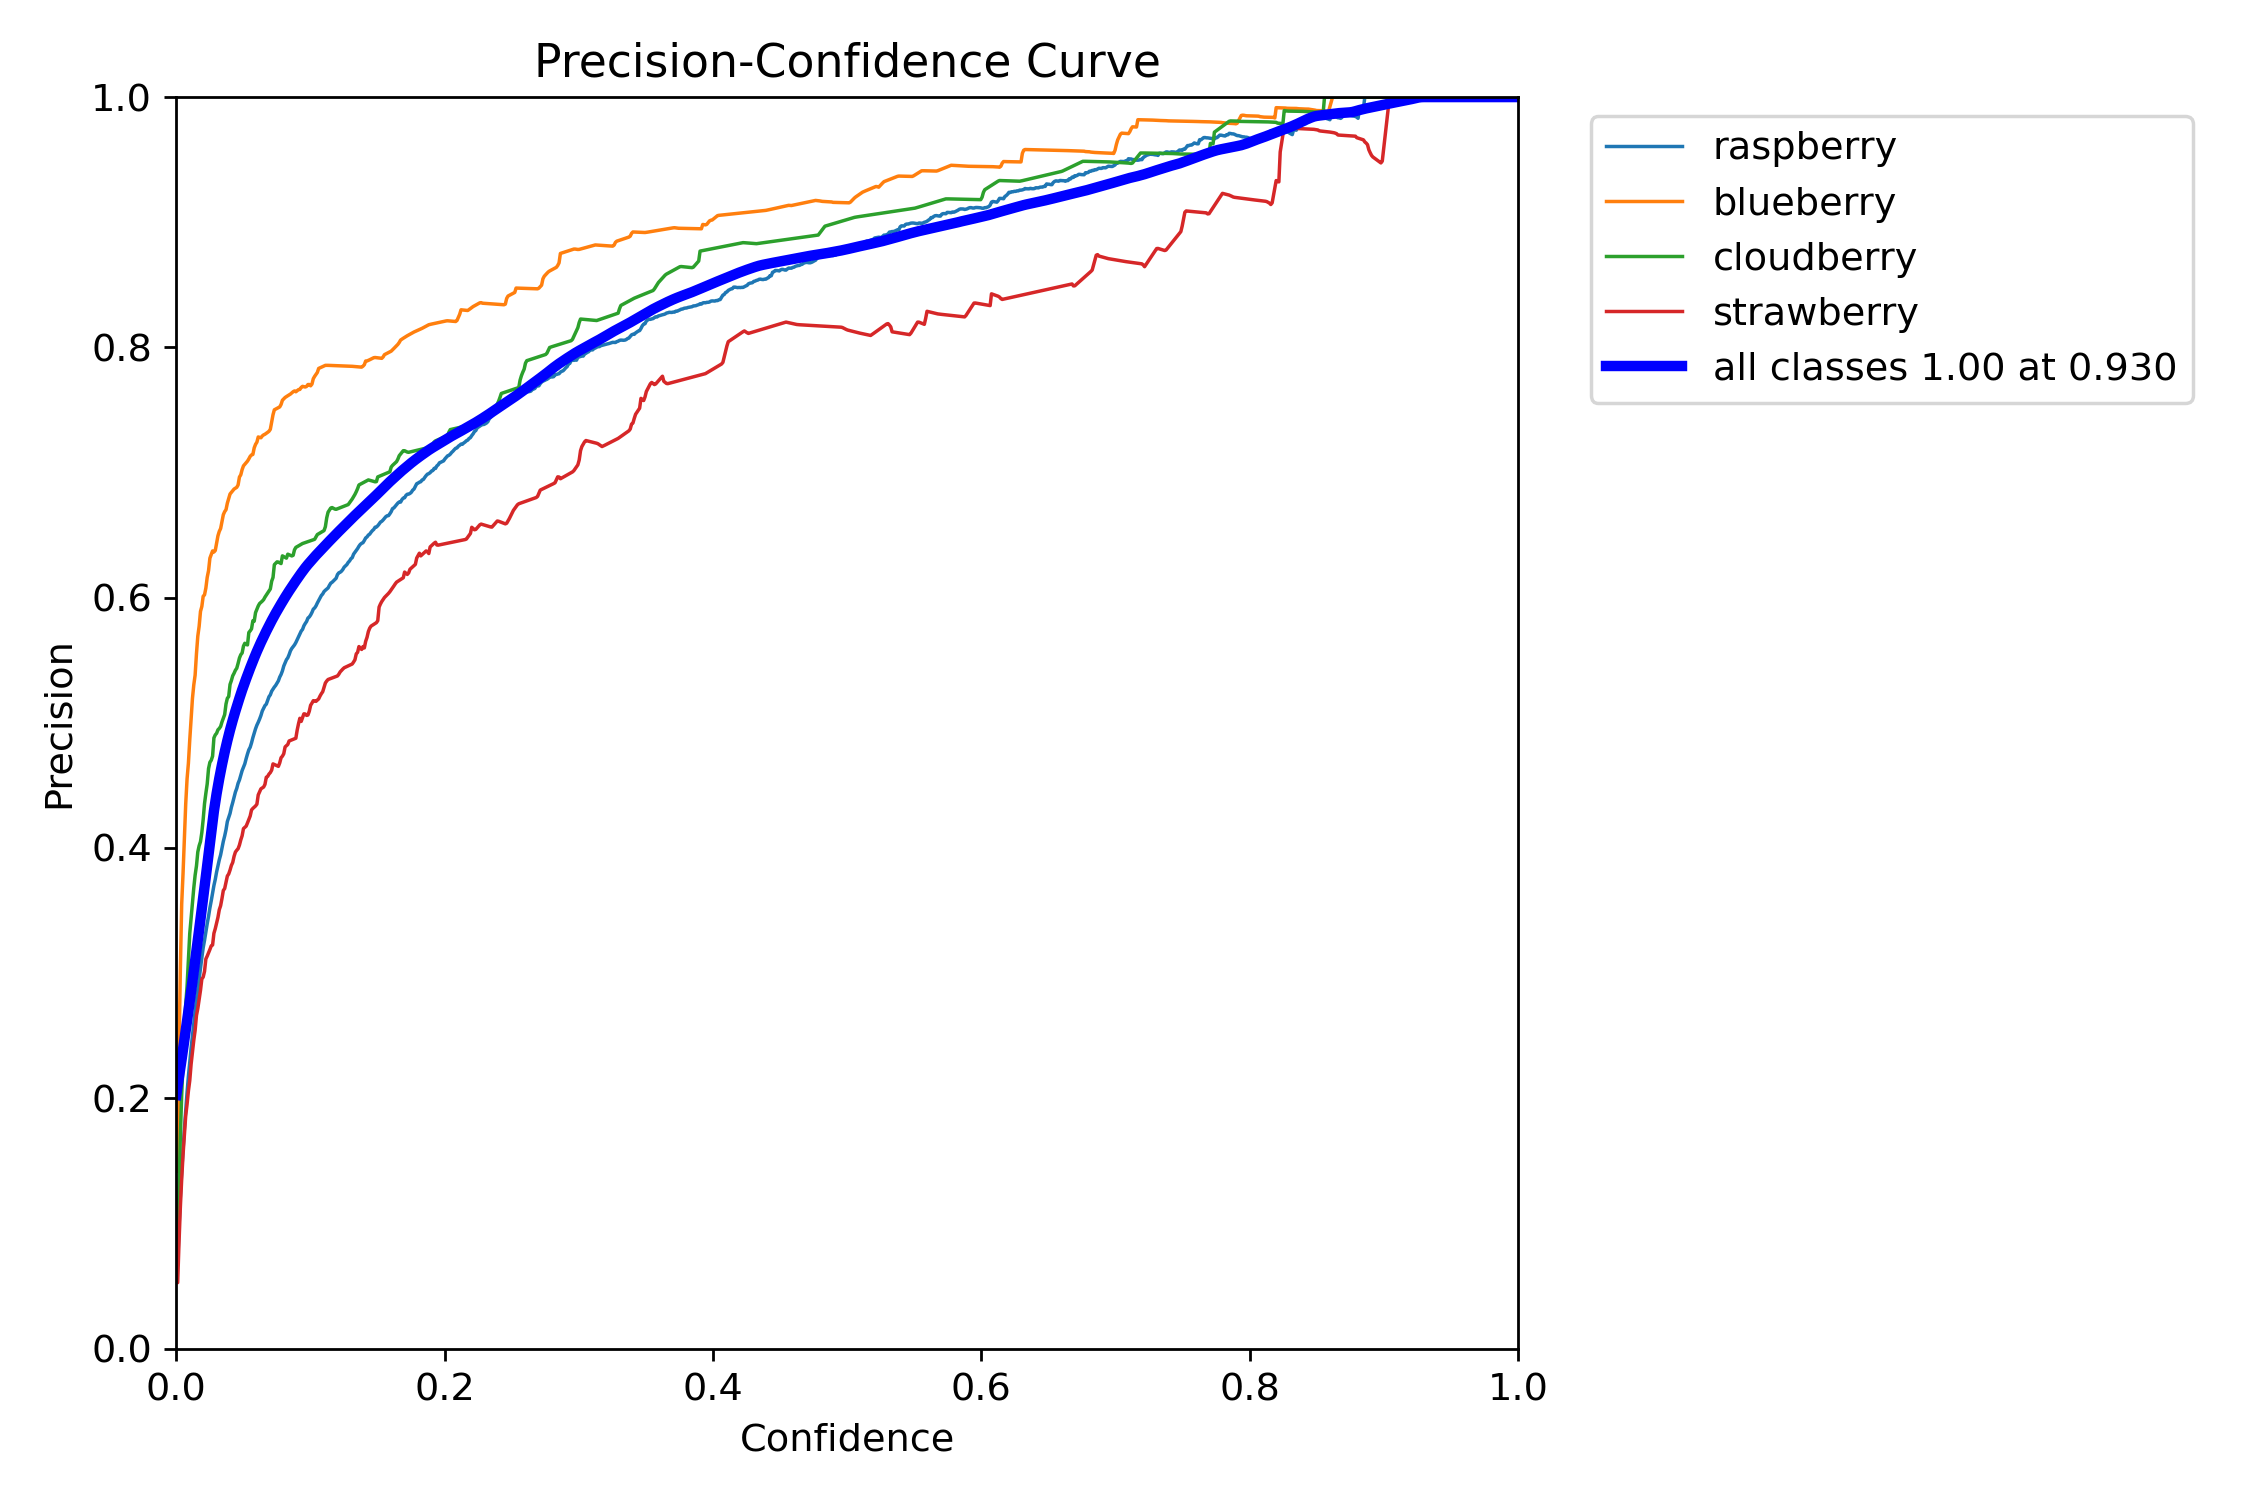 Precision-Confidence Curve
1.0
0.8
0.6
0.4
0.2
0.0
Precision
0.0 0.2 0.4 0.6 0.8 1.0
Confidence
raspberry
blueberry
cloudberry
strawberry
all classes 1.00 at 0.930